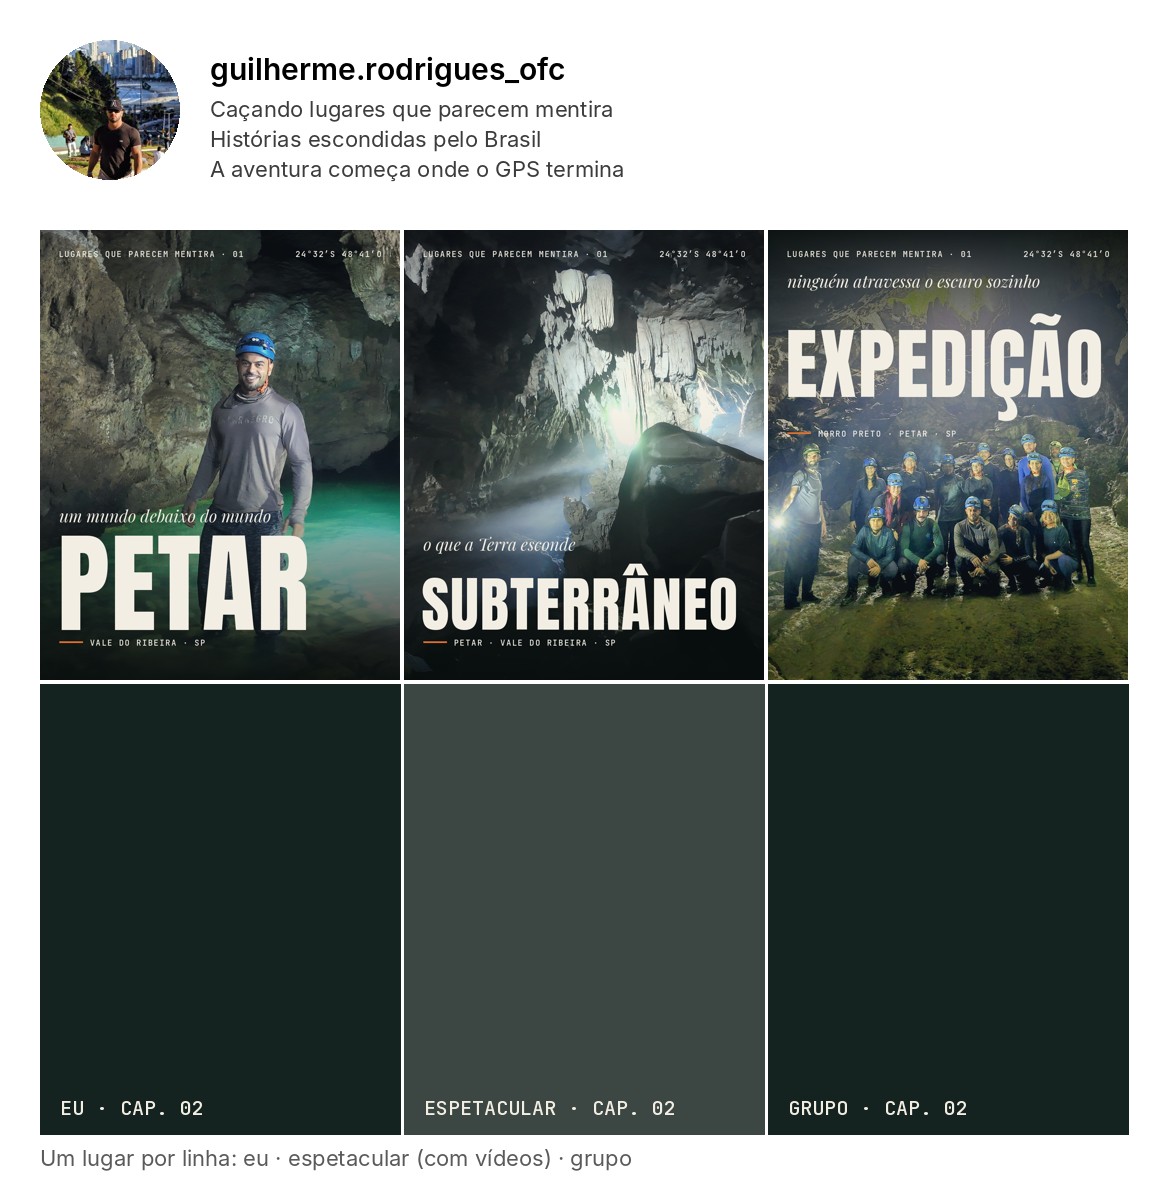 guilherme.rodrigues_ofc
Caçando lugares que parecem mentira
Histórias escondidas pelo Brasil
A aventura começa onde o GPS termina
LUGARES QUE PARECEM MENTIRA · 01
24°32'S 48°41'O
um mundo debaixo do mundo
PETAR
VALE DO RIBEIRA · SP
LUGARES QUE PARECEM MENTIRA · 01
24°32'S 48°41'O
o que a Terra esconde
SUBTERRÂNEO
PETAR · VALE DO RIBEIRA · SP
LUGARES QUE PARECEM MENTIRA · 01
24°32'S 48°41'O
ninguém atravessa o escuro sozinho
EXPEDIÇÃO
MORRO PRETO · PETAR · SP
EU · CAP. 02
ESPETACULAR · CAP. 02
GRUPO · CAP. 02
Um lugar por linha: eu · espetacular (com vídeos) · grupo